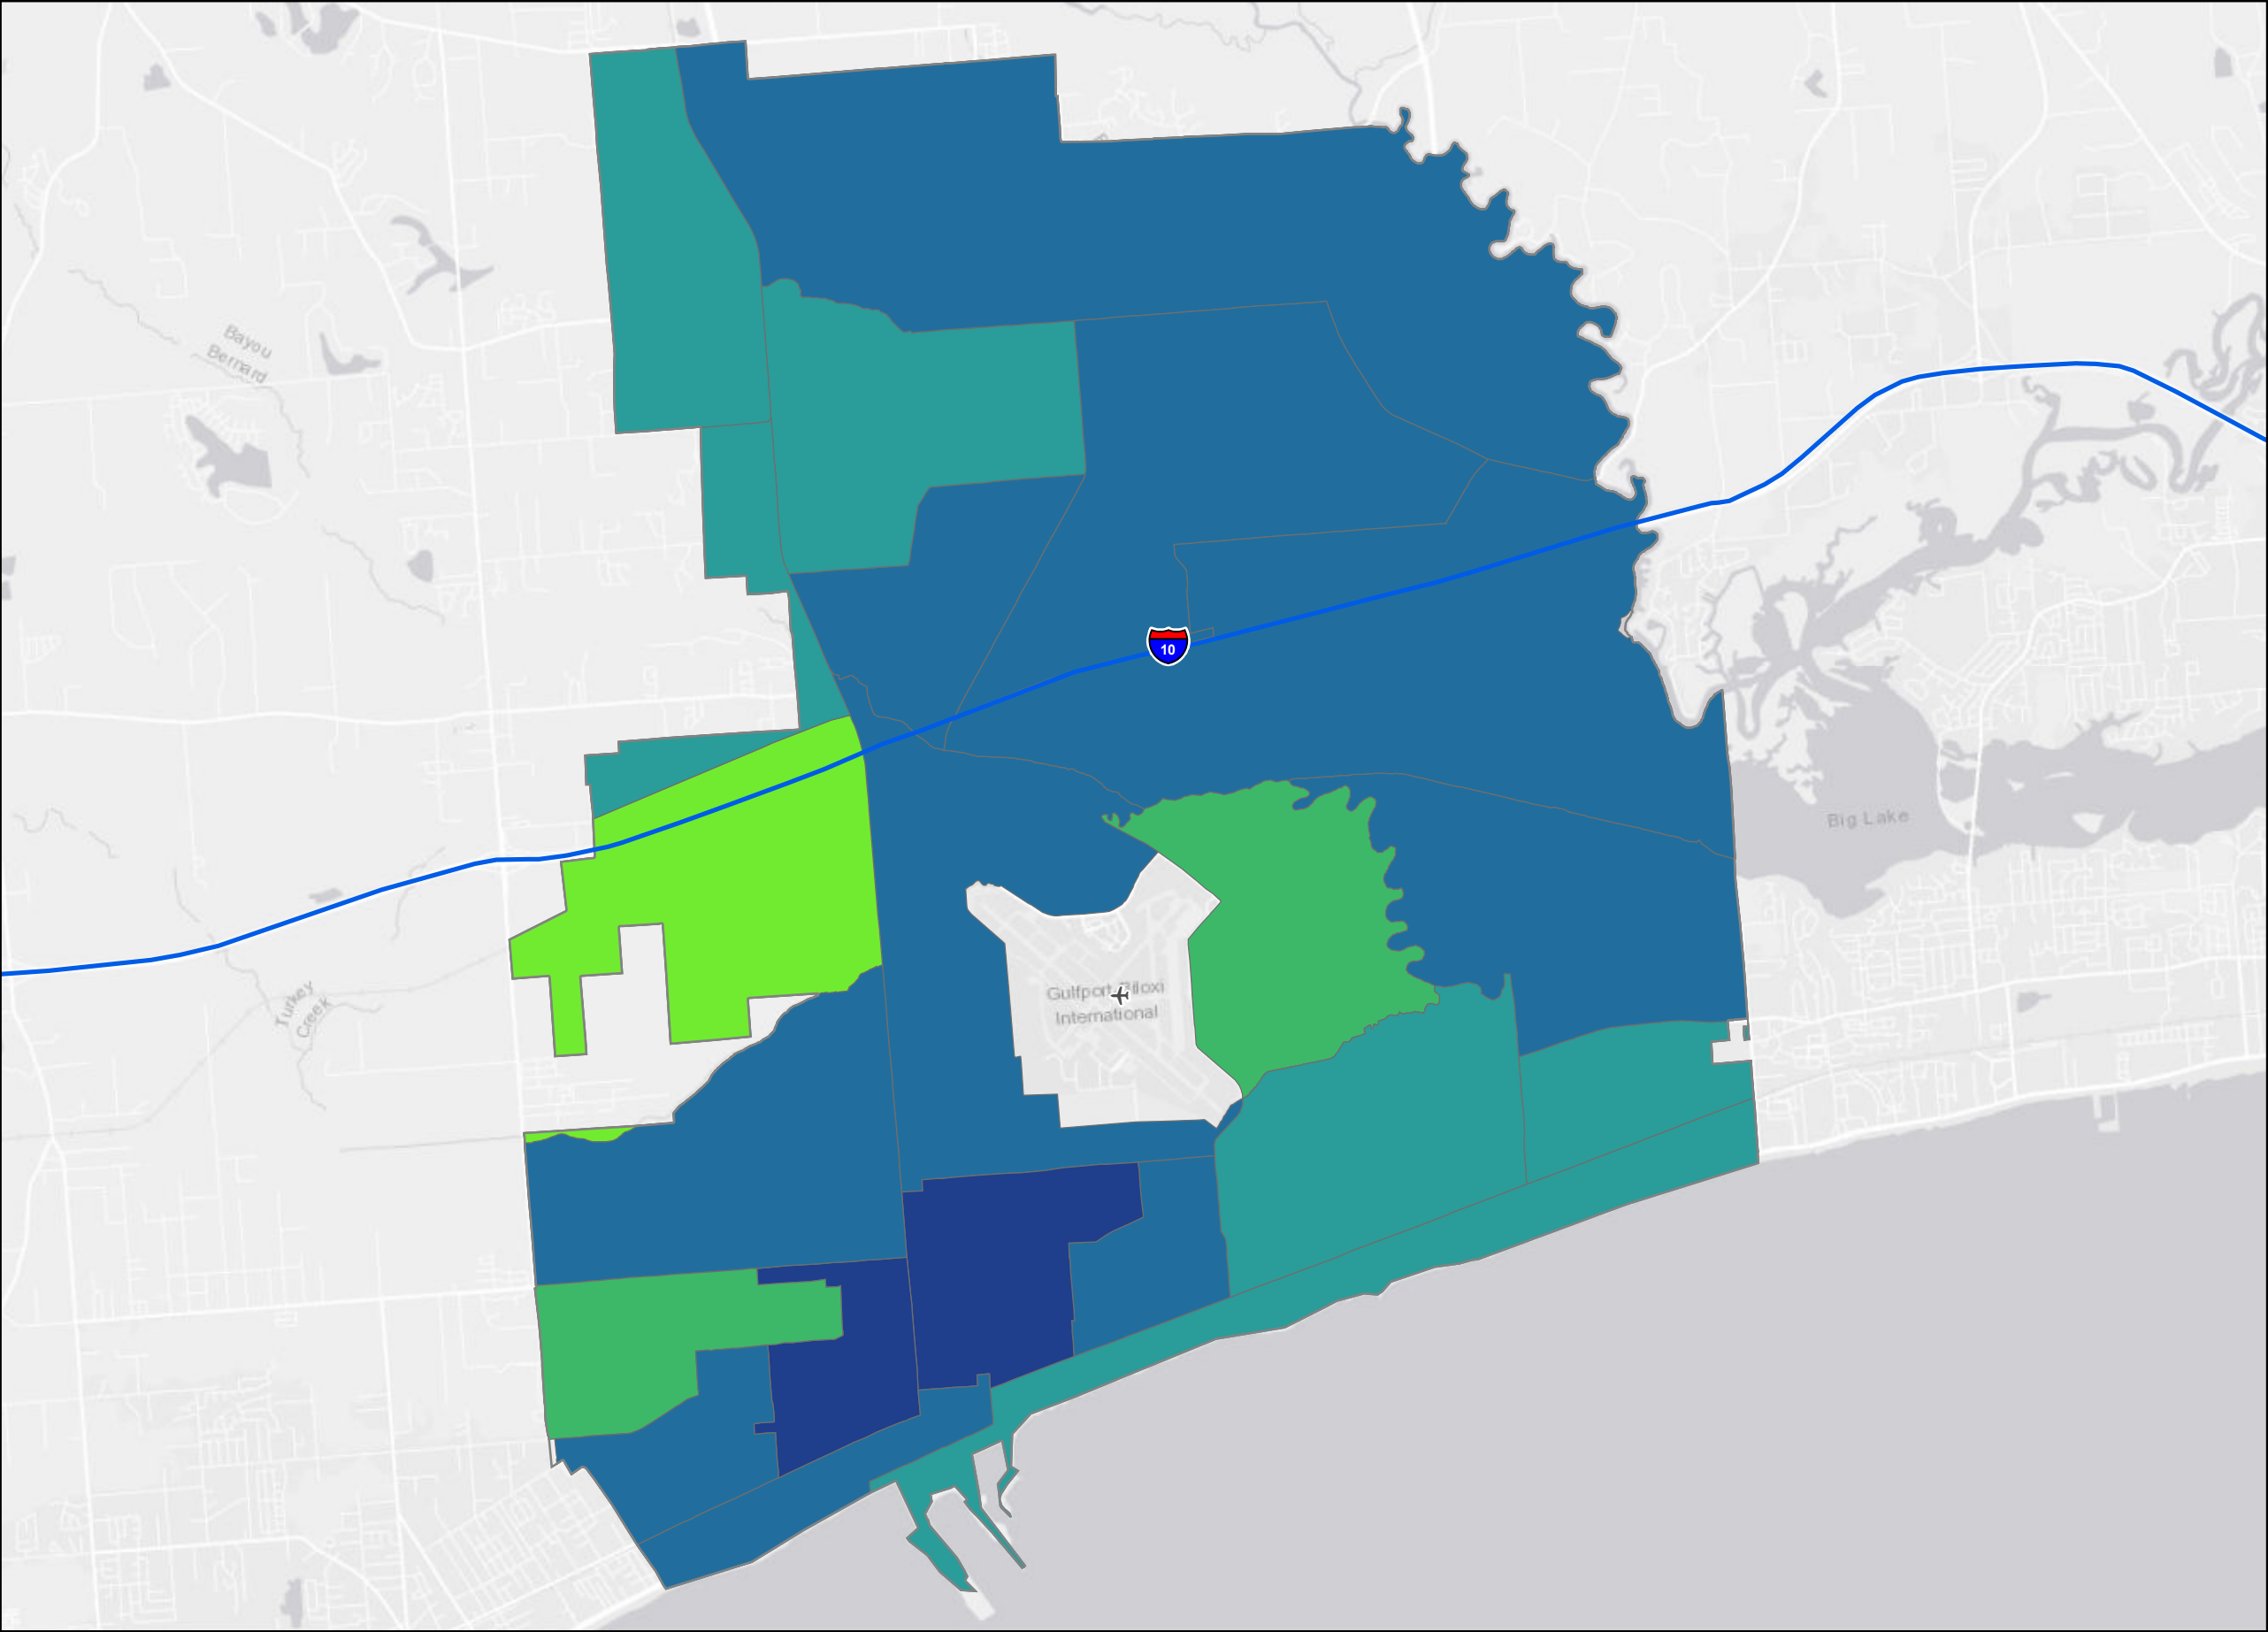 Bayou
Bernard
10
Big Lake
Turkey
Creek
Gulfport-Biloxi
International